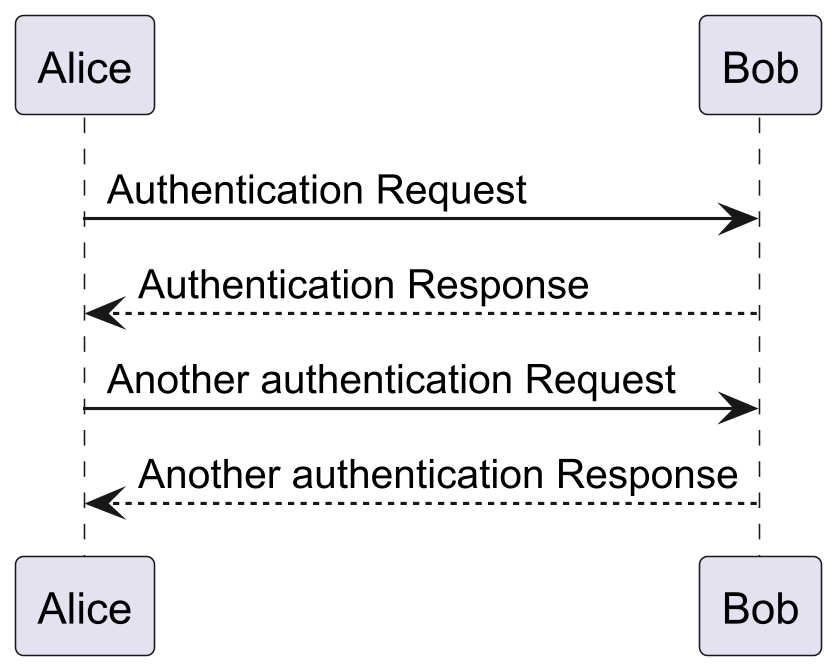 Alice
Bob
Authentication Request
Authentication Response
Another authentication Request
Another authentication Response
Alice
Bob